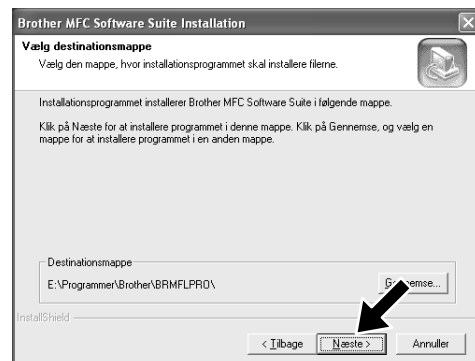 Brother MFC Software Suite Installation
Vælg destinationsmappe
Vælg den mappe, hvor installationsprogrammet skal installere filerne.
Installationsprogrammet installerer Brother MFC Software Suite i følgende mappe.
Klik på Næste for at installere programmet i denne mappe. Klik på Gennemse, og vælg en
mappe for at installere programmet i en anden mappe.
Destinationsmappe
E:\Programmer\Brother\BRMFLPRO\
InstallShield
< Tilbage Næste > Annuller